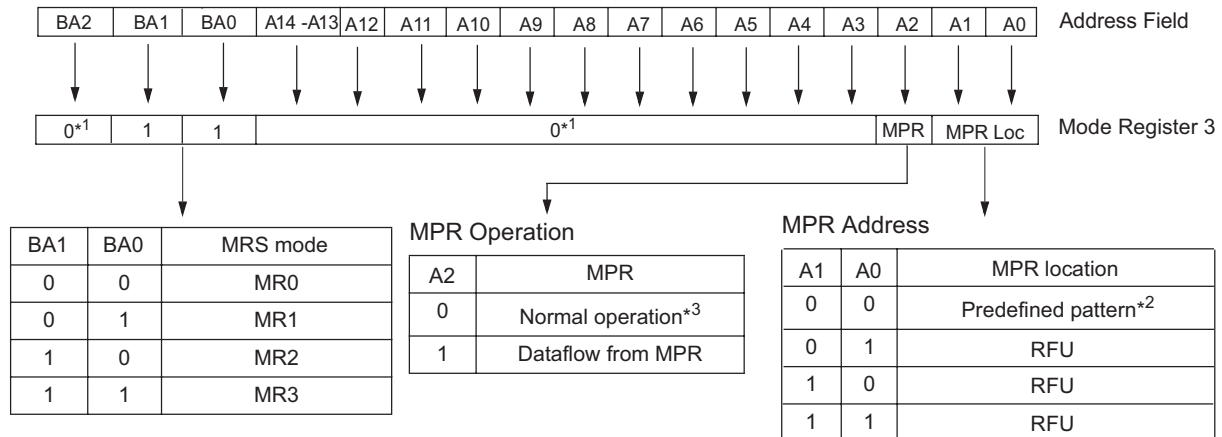 BA2 BA1 BA0 A14 -A13 A12 A11 A10 A9 A8 A7 A6 A5 A4 A3 A2 A1 A0 Address Field
0*1 1 1 0*1 MPR MPR Loc Mode Register 3
MPR Operation
MPR Address
BA1 BA0 MRS mode
0 0 MR0
0 1 MR1
1 0 MR2
1 1 MR3
A2 MPR
0 Normal operation*3
1 Dataflow from MPR
A1 A0 MPR location
0 0 Predefined pattern*2
0 1 RFU
1 0 RFU
1 1 RFU